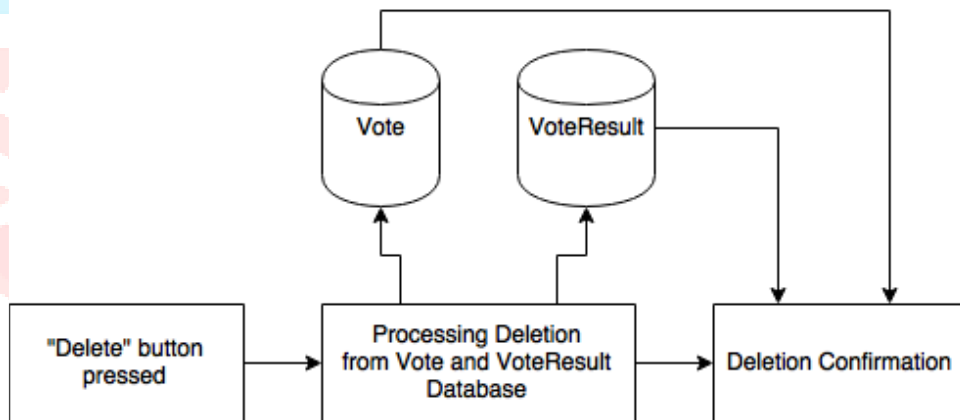 Vote
VoteResult
"Delete" button
pressed
Processing Deletion
from Vote and VoteResult
Database
Deletion Confirmation